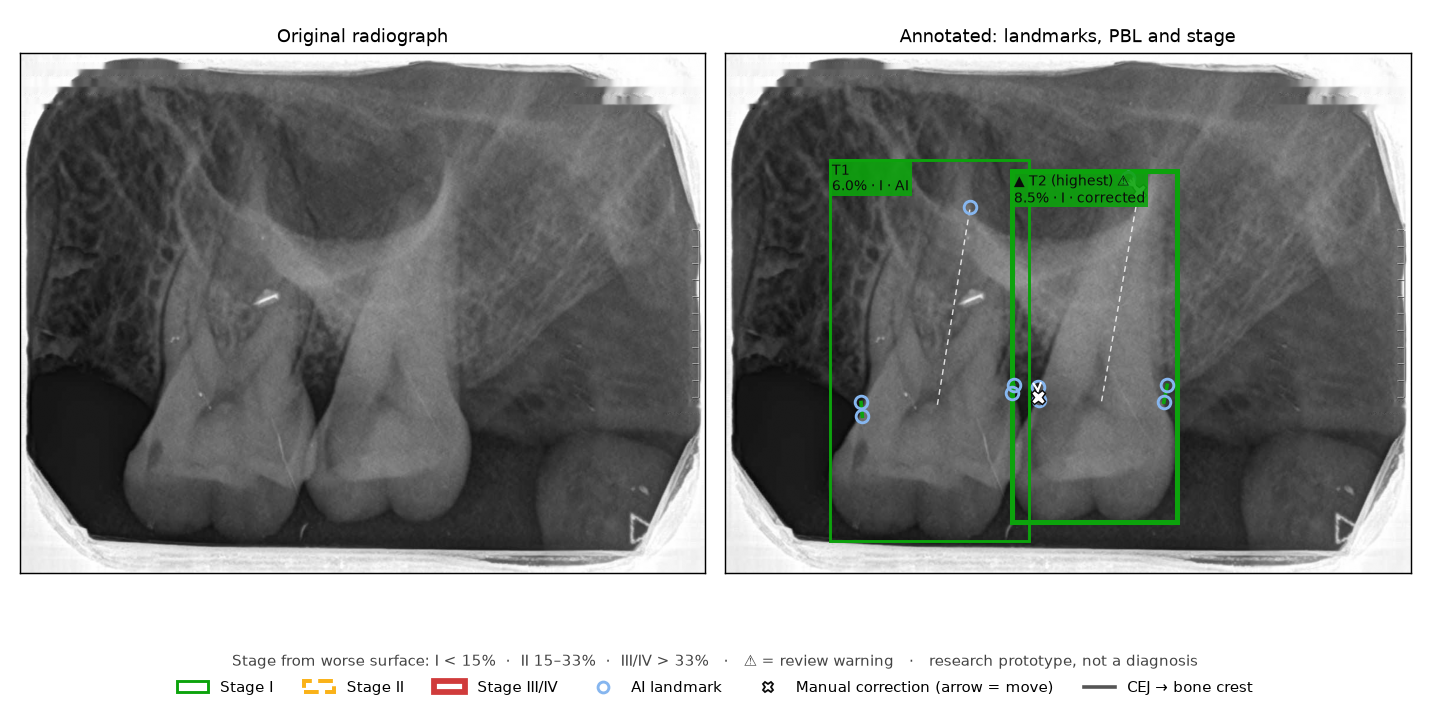 Original radiograph
Annotated: landmarks, PBL and stage
T1
6.0% · I · AI
▲ T2 (highest) ⚠
8.5% · I · corrected
Stage from worse surface: I < 15%  ·  II 15–33%  ·  III/IV > 33%  ·  ⚠ = review warning  ·  research prototype, not a diagnosis
Stage I
Stage II
Stage III/IV
AI landmark
Manual correction (arrow = move)
CEJ → bone crest